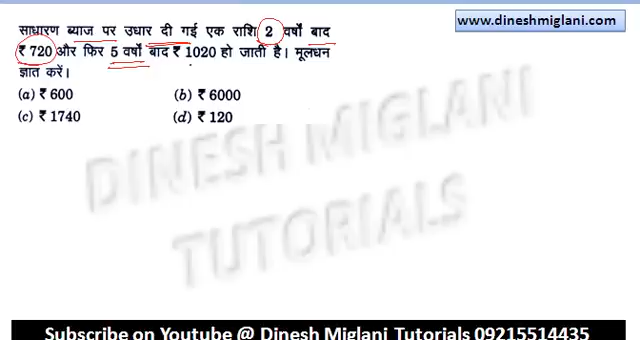 www.dineshmiglani.com
साधारण ब्याज पर उधार दी गई एक राशि 2 वर्षों बाद
₹ 720 और फिर 5 वर्षों बाद ₹ 1020 हो जाती है। मूलधन
ज्ञात करें।
(a) ₹ 600 (b) ₹ 6000
(c) ₹ 1740 (d) ₹ 120
DINESH MIGLANI
TUTORIALS
Subscribe on Youtube @ Dinesh Miglani Tutorials 09215514435